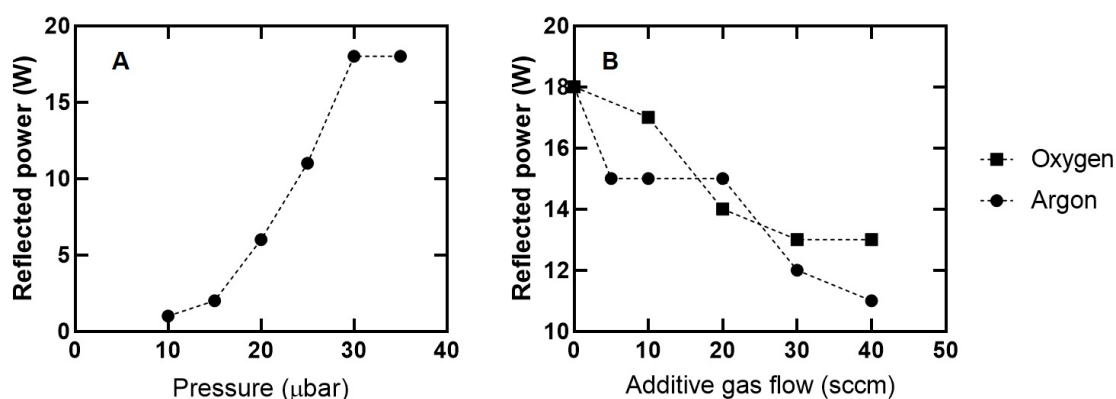 A
Reflected power (W)
20
15
10
5
0
0 10 20 30 40
Pressure (μbar)
B
Reflected power (W)
20
18
16
14
12
10
0 10 20 30 40 50
Additive gas flow (sccm)
Oxygen
Argon